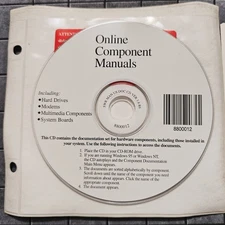 ATTENTION
Online
Component
Manuals
Including:
•Hard Drives
•Modems
•Multimedia Components
•System Boards
8800012
This CD contains the documentation set for hardware components, including those installed in
your system. Use the following instructions to access the documents.
1. Place the CD in your CD-ROM drive.
2. If you are running Windows 95 or Windows NT,
the CD autoplays and the Component Documentation
Main Menu appears.
3. The documents are sorted alphabetically by component.
Scroll down and click the name of the component you want
information about. Click the name of the
appropriate component.
4. The document appears.